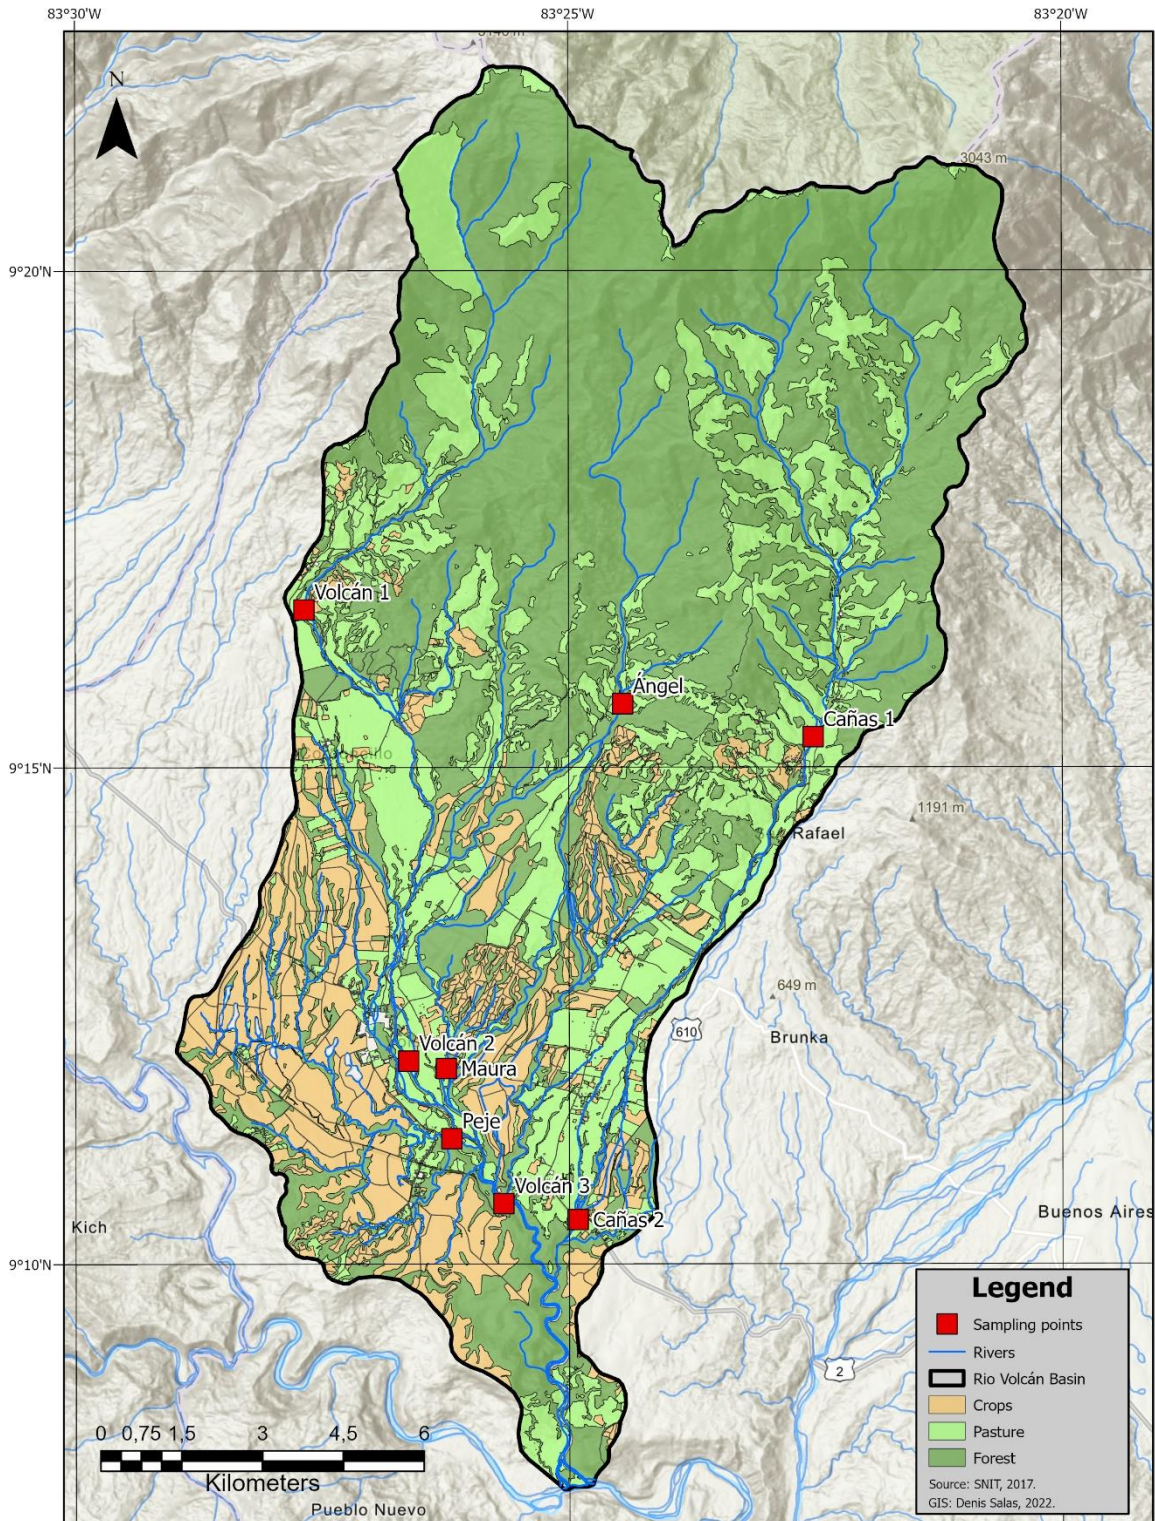 83°30'W
83°25'W
83°20'W
N
3043 m
9°20'N
Volcán 1
Ángel
Cañas 1
9°15'N
1191 m
Rafael
649 m
610
Brunka
Volcán 2
Maura
Peje
Volcán 3
Cañas 2
Kich
Buenos Aires
9°10'N
Legend
Sampling points
Rivers
Rio Volcán Basin
Crops
Pasture
Forest
Source: SNIT, 2017.
GIS: Denis Salas, 2022.
2
0 0,75 1,5 3 4,5 6
Kilometers
Pueblo Nuevo